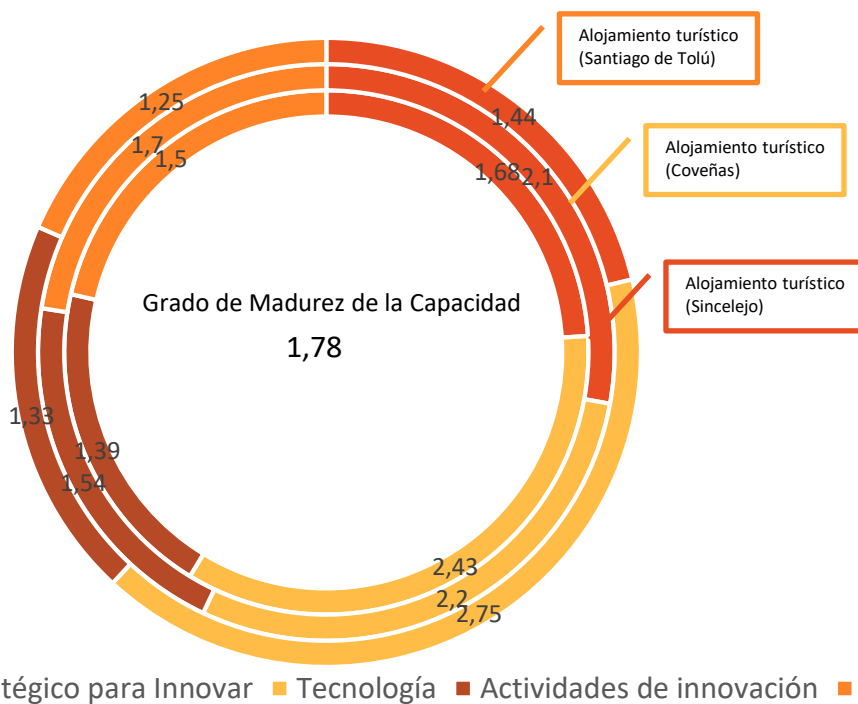 Alojamiento turístico
(Santiago de Tolú)
1,25
1,44
1,7
1,5
1,68
2,1
Alojamiento turístico
(Coveñas)
Alojamiento turístico
(Sincelejo)
Grado de Madurez de la Capacidad
1,78
1,33
1,39
1,54
2,43
2,2
2,75
tégico para Innovar Tecnología Actividades de innovación